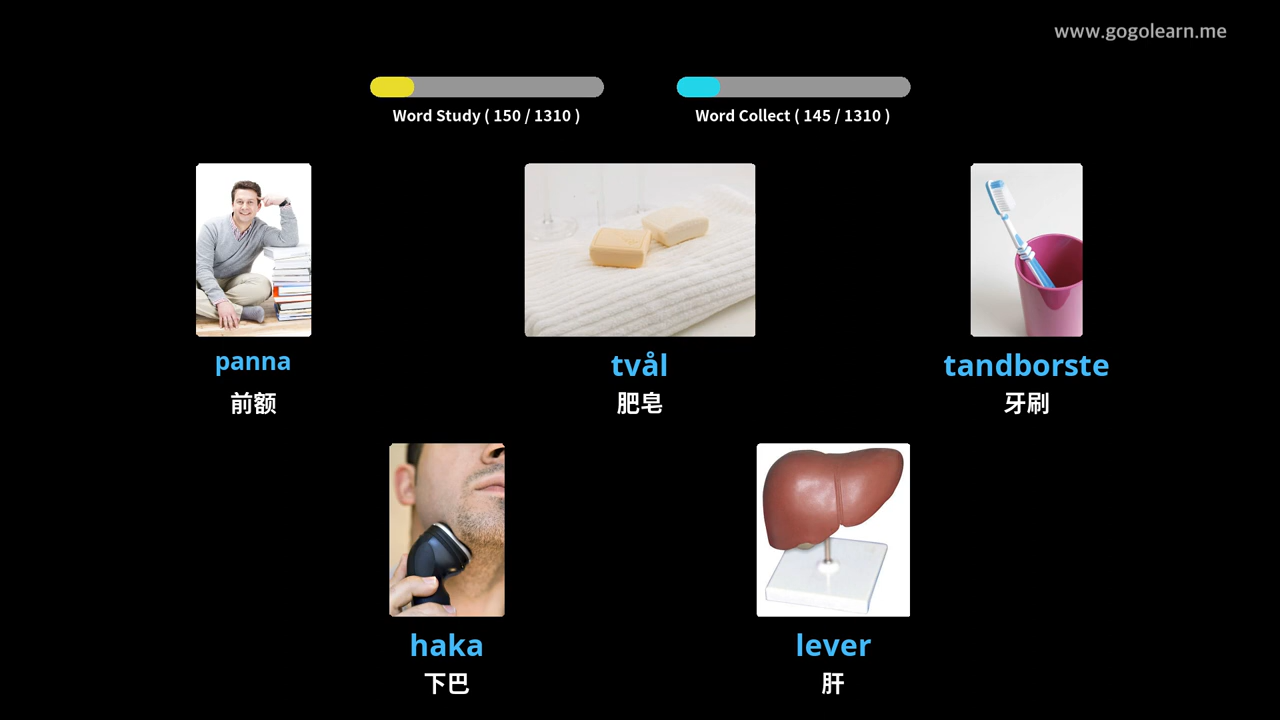 www.gogolearn.me
Word Study ( 150 / 1310 )
Word Collect ( 145 / 1310 )
panna
前额
tvål
肥皂
tandborste
牙刷
haka
下巴
lever
肝